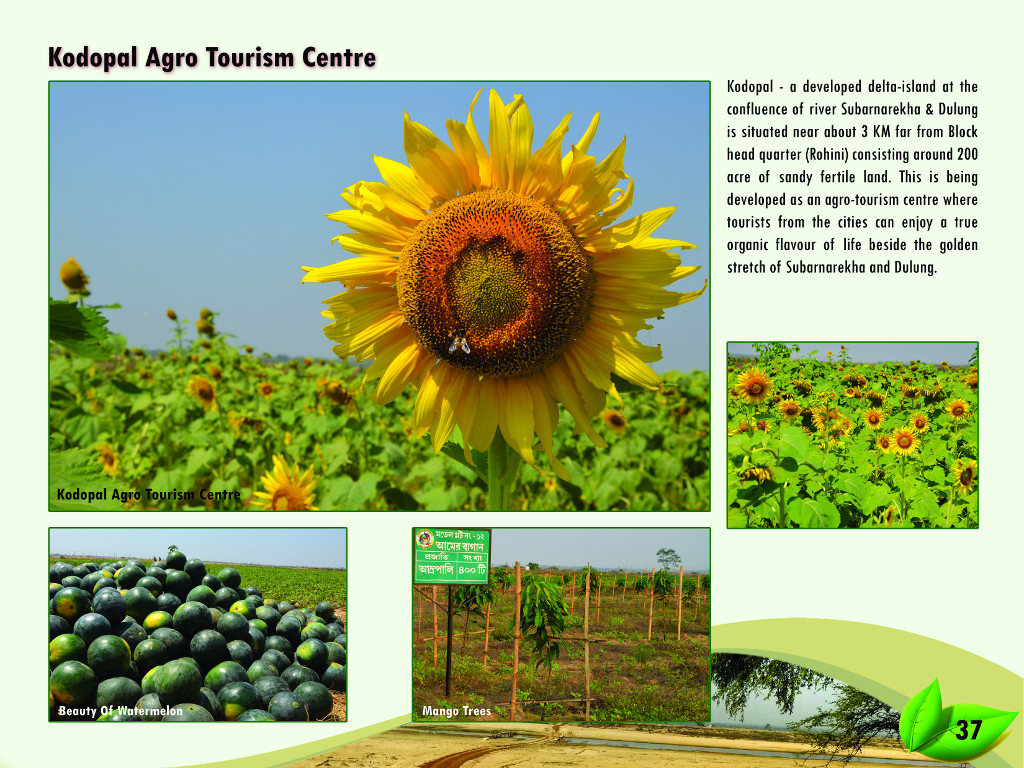 Kodopal Agro Tourism Centre
Kodopal - a developed delta-island at the
confluence of river Subarnarekha & Dulung
is situated near about 3 KM far from Block
head quarter (Rohini) consisting around 200
acre of sandy fertile land. This is being
developed as an agro-tourism centre where
tourists from the cities can enjoy a true
organic flavour of life beside the golden
stretch of Subarnarekha and Dulung.
Kodopal Agro Tourism Centre
মডেল প্লট নং - ১২
আমের বাগান
প্রজাতি সংখ্যা
আম্রপালি ৪০০ টি
Beauty Of Watermelon
Mango Trees
37